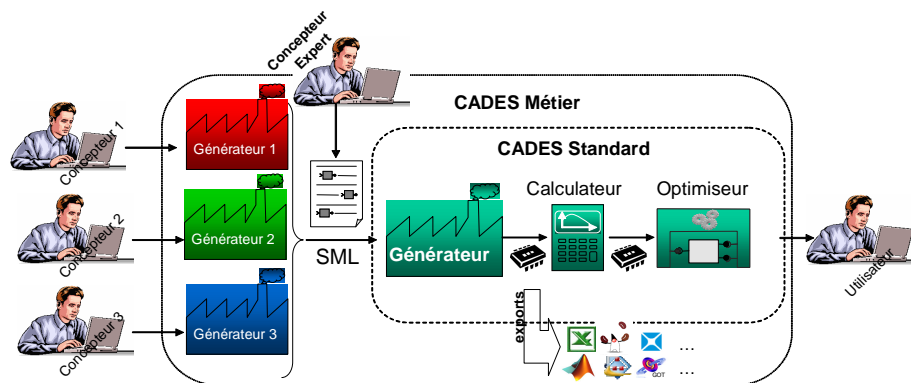 Concepteur
Expert
CADES Métier
CADES Standard
Concepteur 1
Générateur 1
Concepteur 2
Générateur 2
Concepteur 3
Générateur 3
SML
Générateur
Calculateur
Optimiseur
Utilisateur
exports
...
GOT
...